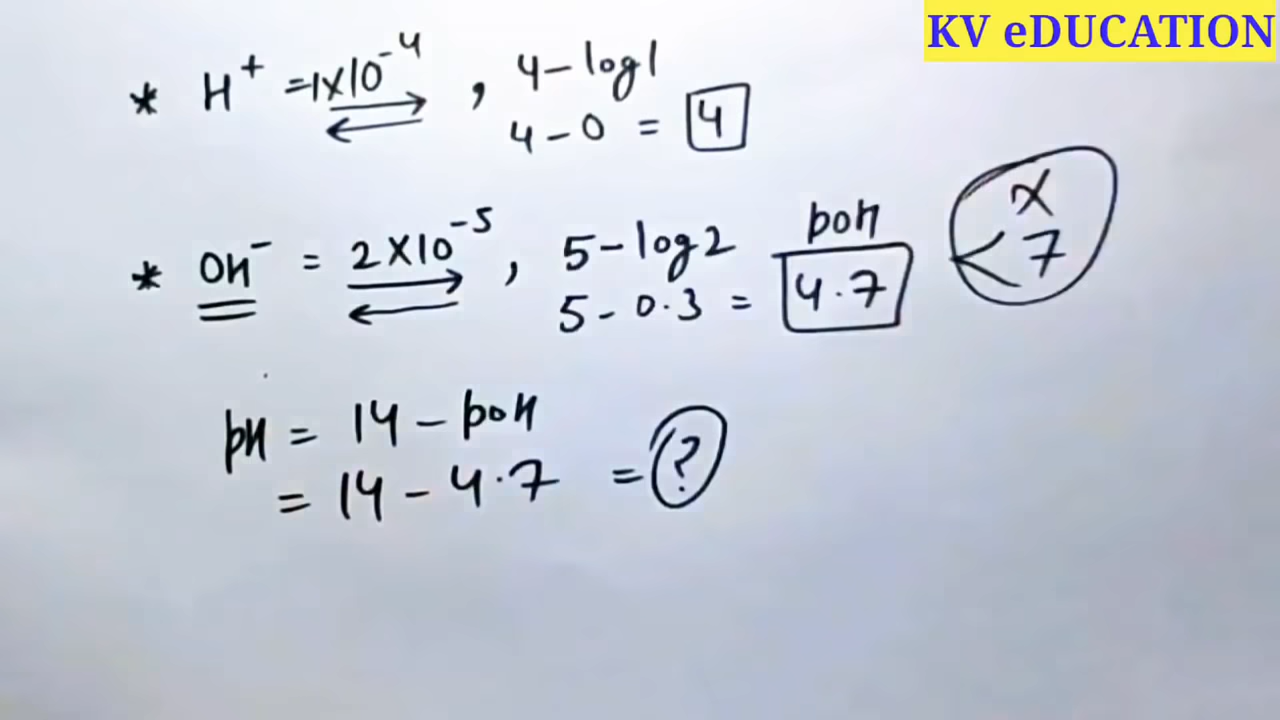 KV eDUCATION
* H⁺ = 1×10⁻⁴ , 4 - log1
4 - 0 = 4
* OH⁻ = 2×10⁻⁵ , 5 - log2
5 - 0.3 = 4.7
pOH
x
< 7
pH = 14 - pOH
= 14 - 4.7 = ?